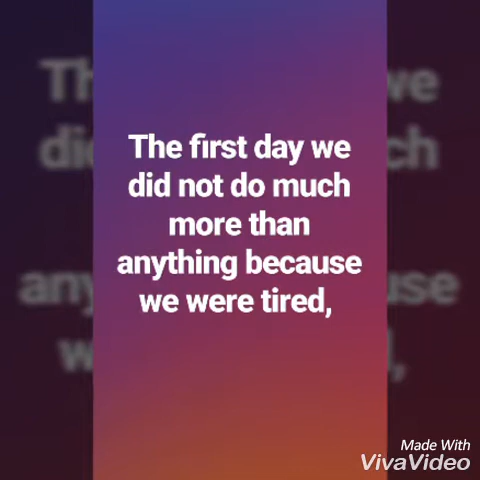 The first day we
did not do much
more than
anything because
we were tired,
Made With
VivaVideo